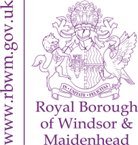 www.rbwm.gov.uk
Royal Borough
of Windsor &
Maidenhead